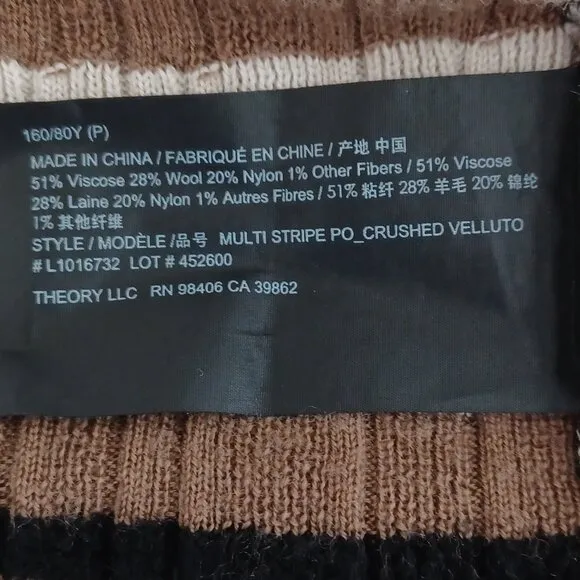 160/80Y (P)
MADE IN CHINA / FABRIQUÉ EN CHINE / 产地 中国
51% Viscose 28% Wool 20% Nylon 1% Other Fibers / 51% Viscose
28% Laine 20% Nylon 1% Autres Fibres / 51% 粘纤 28% 羊毛 20% 锦纶
1% 其他纤维
STYLE / MODÈLE /品号 MULTI STRIPE PO_CRUSHED VELLUTO
# L1016732 LOT # 452600
THEORY LLC RN 98406 CA 39862